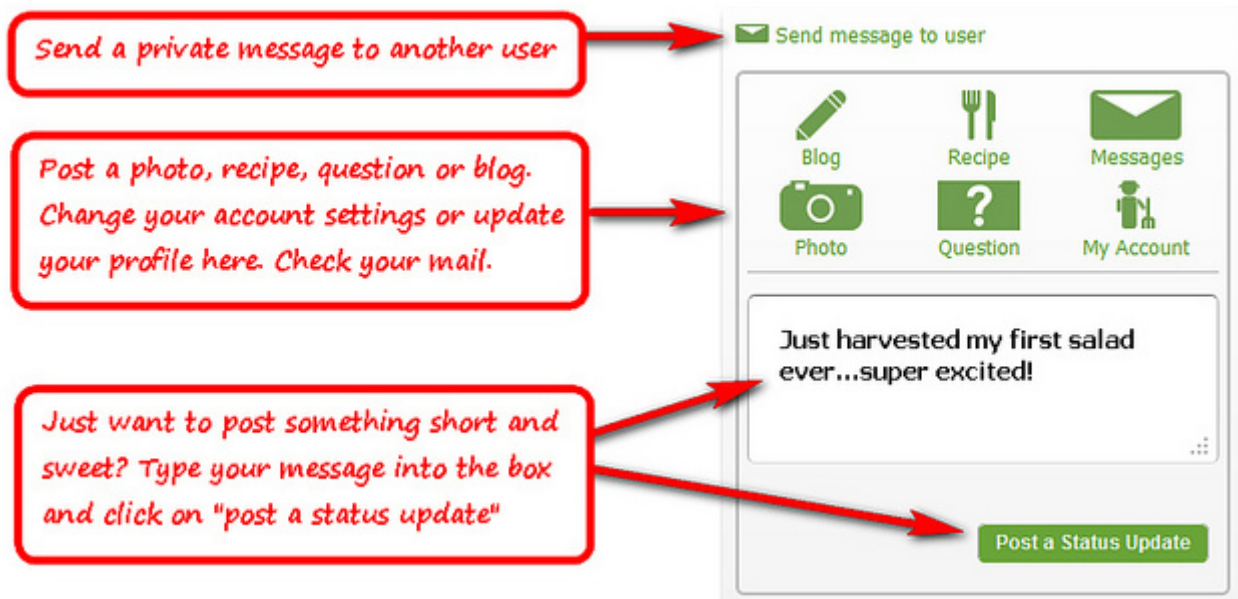 Send a private message to another user
Send message to user
Post a photo, recipe, question or blog.
Change your account settings or update
your profile here. Check your mail.
Blog
Recipe
Messages
Photo
?
Question
My Account
Just want to post something short and
sweet? Type your message into the box
and click on "post a status update"
Just harvested my first salad
ever...super excited!
Post a Status Update